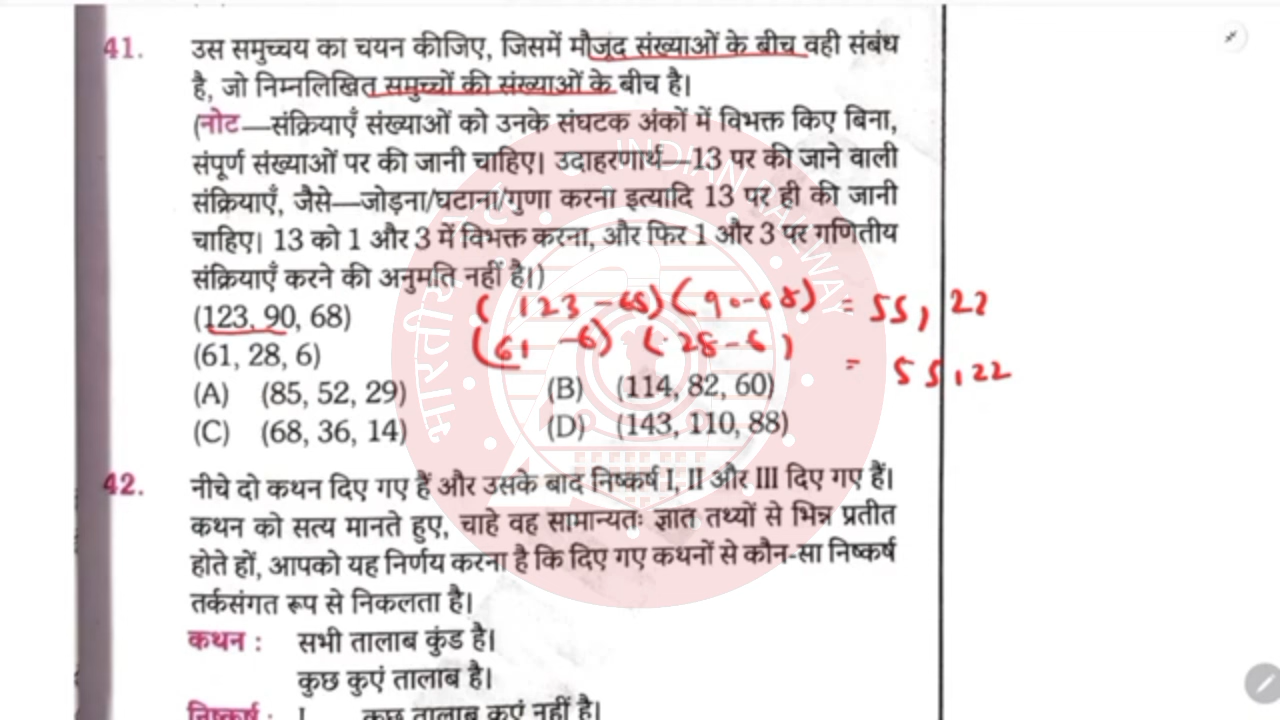 41. उस समुच्चय का चयन कीजिए, जिसमें मौजूद संख्याओं के बीच वही संबंध
है, जो निम्नलिखित समुच्चों की संख्याओं के बीच है।
(नोट—संक्रियाएँ संख्याओं को उनके संघटक अंकों में विभक्त किए बिना,
संपूर्ण संख्याओं पर की जानी चाहिए। उदाहरणार्थ—13 पर की जाने वाली
संक्रियाएँ, जैसे—जोड़ना/घटाना/गुणा करना इत्यादि 13 पर ही की जानी
चाहिए। 13 को 1 और 3 में विभक्त करना, और फिर 1 और 3 पर गणितीय
संक्रियाएँ करने की अनुमति नहीं है।)
(123, 90, 68) (123-68) (90-68) = 55, 22
(61, 28, 6) (61 -6) (28-6) = 55,22
(A) (85, 52, 29) (B) (114, 82, 60)
(C) (68, 36, 14) (D) (143, 110, 88)
42. नीचे दो कथन दिए गए हैं और उसके बाद निष्कर्ष I, II और III दिए गए हैं।
कथन को सत्य मानते हुए, चाहे वह सामान्यतः ज्ञात तथ्यों से भिन्न प्रतीत
होते हों, आपको यह निर्णय करना है कि दिए गए कथनों से कौन-सा निष्कर्ष
तर्कसंगत रूप से निकलता है।
कथन : सभी तालाब कुंड है।
कुछ कुएं तालाब है।
निष्कर्ष : I कुछ तालाब कुएं नहीं है।
INDIAN RAILWAY
भारतीय रेल